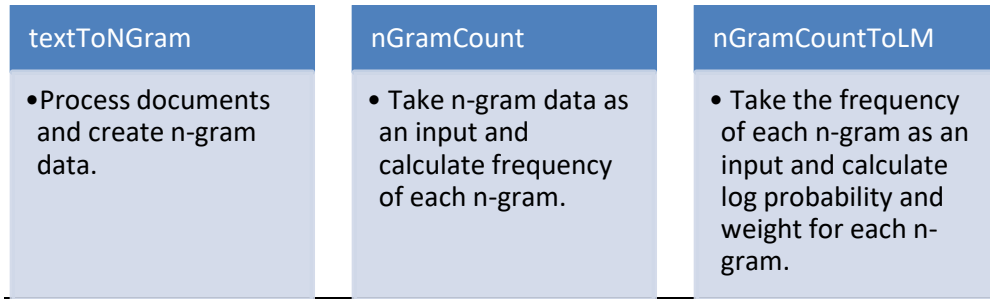 textToNGram
•Process documents
and create n-gram
data.
nGramCount
• Take n-gram data as
an input and
calculate frequency
of each n-gram.
nGramCountToLM
• Take the frequency
of each n-gram as an
input and calculate
log probability and
weight for each n-
gram.